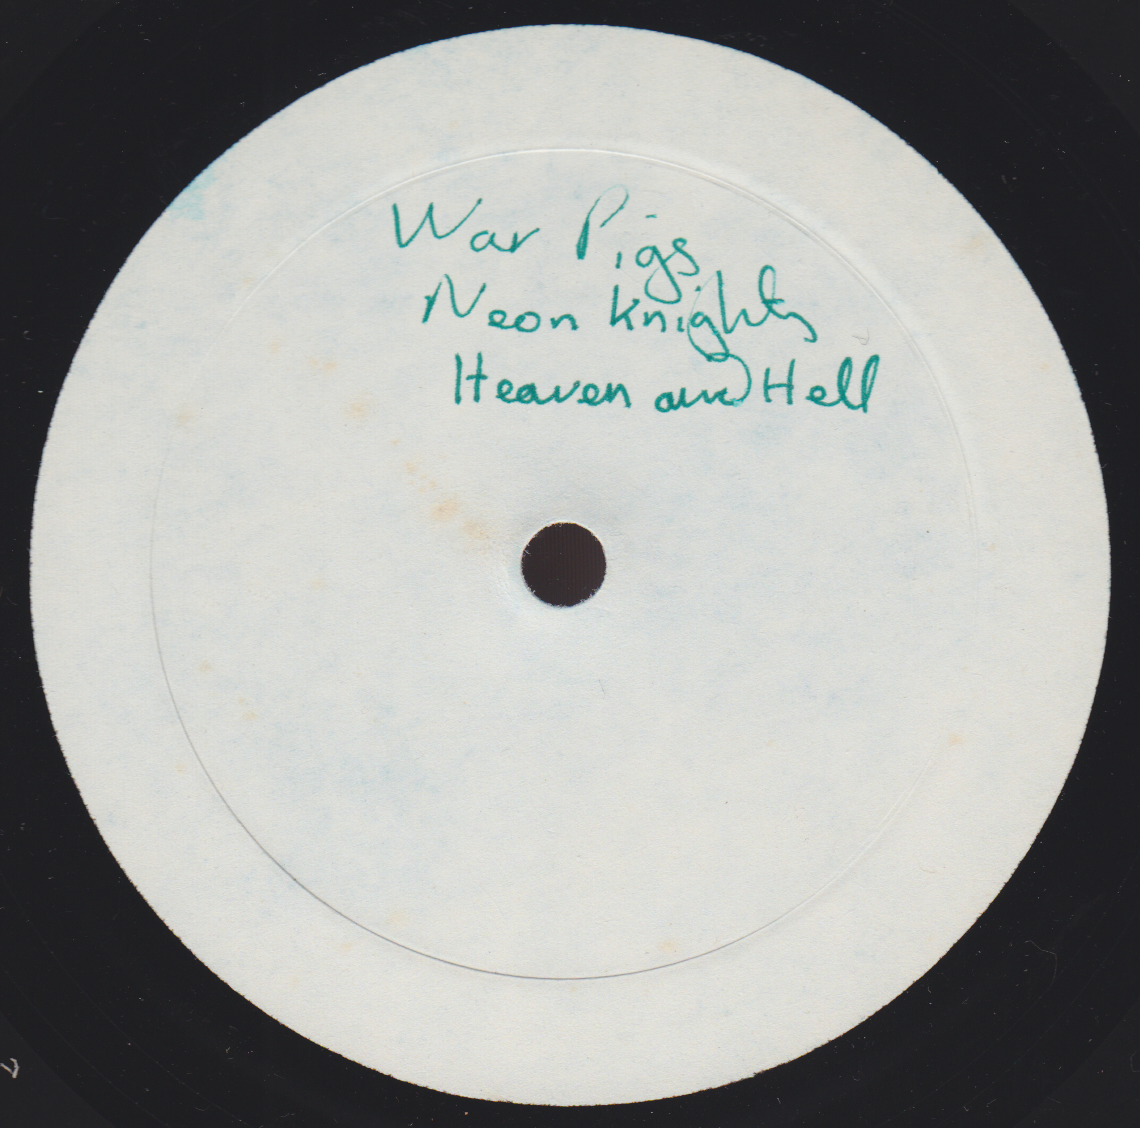 War Pigs
Neon Knights
Heaven and Hell